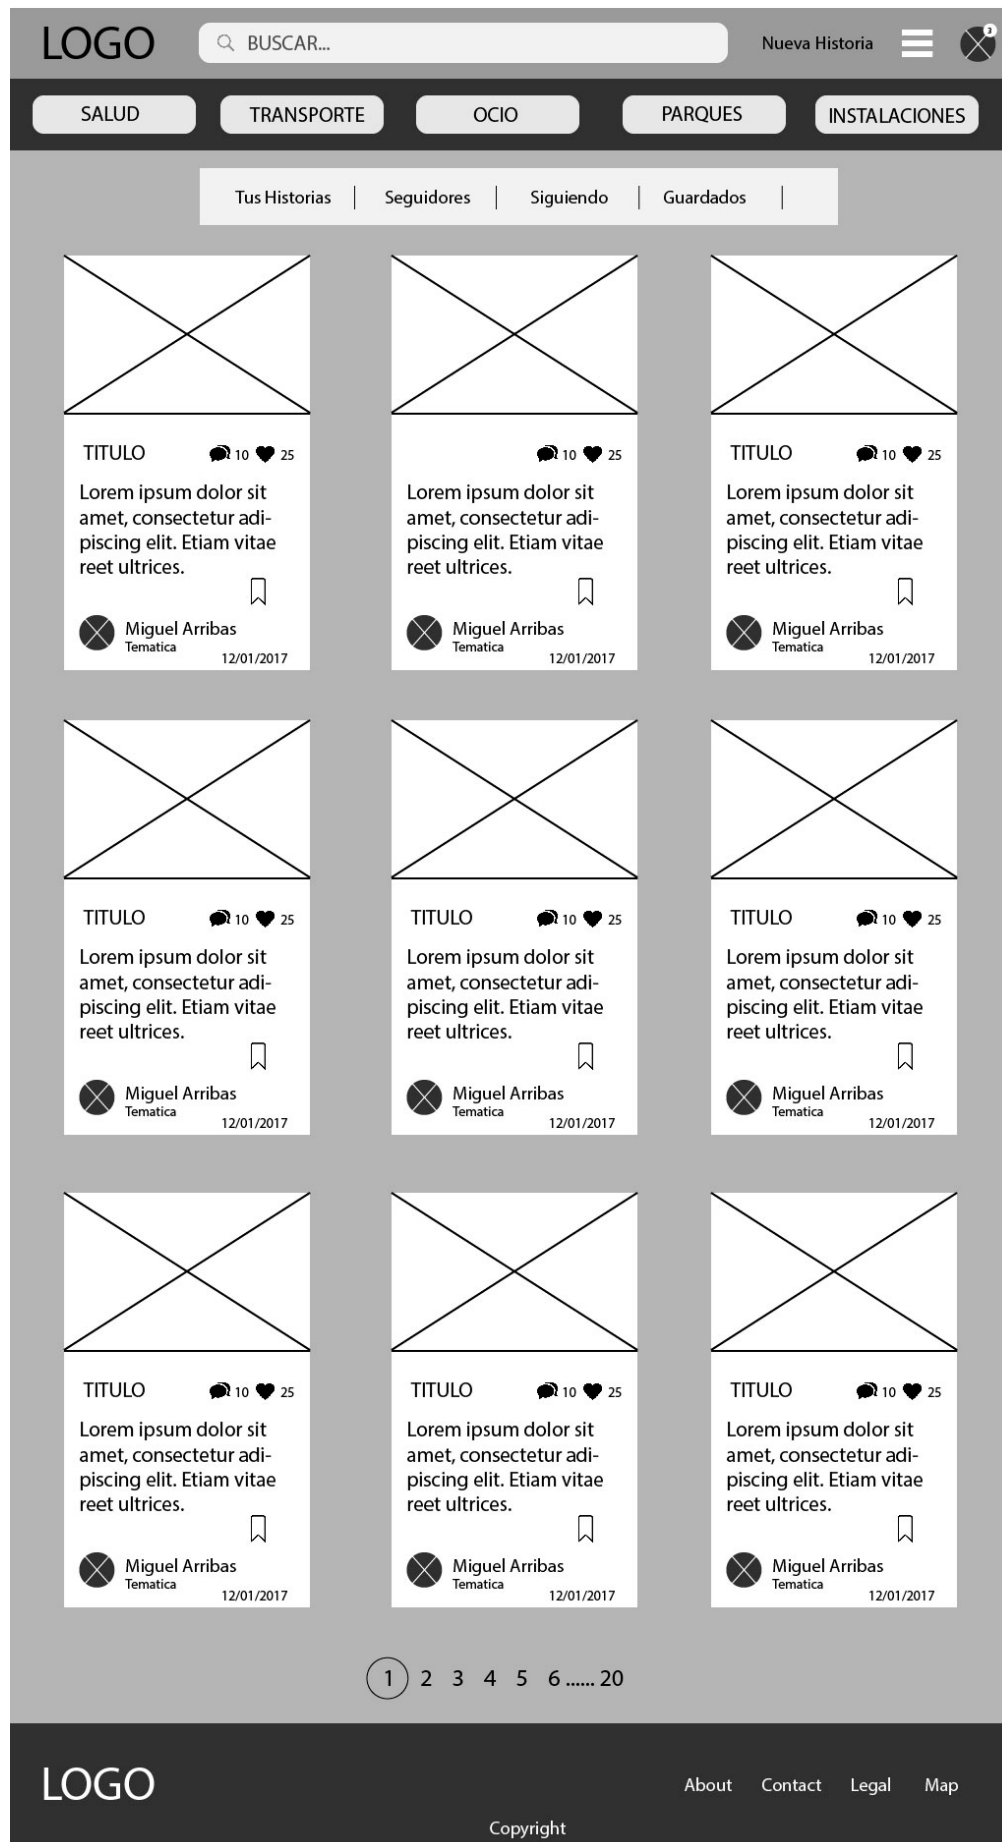 LOGO
BUSCAR...
Nueva Historia
3
SALUD
TRANSPORTE
OCIO
PARQUES
INSTALACIONES
Tus Historias
Seguidores
Siguiendo
Guardados
TITULO
10
25
Lorem ipsum dolor sit
amet, consectetur adi-
piscing elit. Etiam vitae
reet ultrices.
Miguel Arribas
Tematica
12/01/2017
10
25
Lorem ipsum dolor sit
amet, consectetur adi-
piscing elit. Etiam vitae
reet ultrices.
Miguel Arribas
Tematica
12/01/2017
TITULO
10
25
Lorem ipsum dolor sit
amet, consectetur adi-
piscing elit. Etiam vitae
reet ultrices.
Miguel Arribas
Tematica
12/01/2017
TITULO
10
25
Lorem ipsum dolor sit
amet, consectetur adi-
piscing elit. Etiam vitae
reet ultrices.
Miguel Arribas
Tematica
12/01/2017
TITULO
10
25
Lorem ipsum dolor sit
amet, consectetur adi-
piscing elit. Etiam vitae
reet ultrices.
Miguel Arribas
Tematica
12/01/2017
TITULO
10
25
Lorem ipsum dolor sit
amet, consectetur adi-
piscing elit. Etiam vitae
reet ultrices.
Miguel Arribas
Tematica
12/01/2017
TITULO
10
25
Lorem ipsum dolor sit
amet, consectetur adi-
piscing elit. Etiam vitae
reet ultrices.
Miguel Arribas
Tematica
12/01/2017
TITULO
10
25
Lorem ipsum dolor sit
amet, consectetur adi-
piscing elit. Etiam vitae
reet ultrices.
Miguel Arribas
Tematica
12/01/2017
TITULO
10
25
Lorem ipsum dolor sit
amet, consectetur adi-
piscing elit. Etiam vitae
reet ultrices.
Miguel Arribas
Tematica
12/01/2017
1 2 3 4 5 6 ...... 20
LOGO
About
Contact
Legal
Map
Copyright